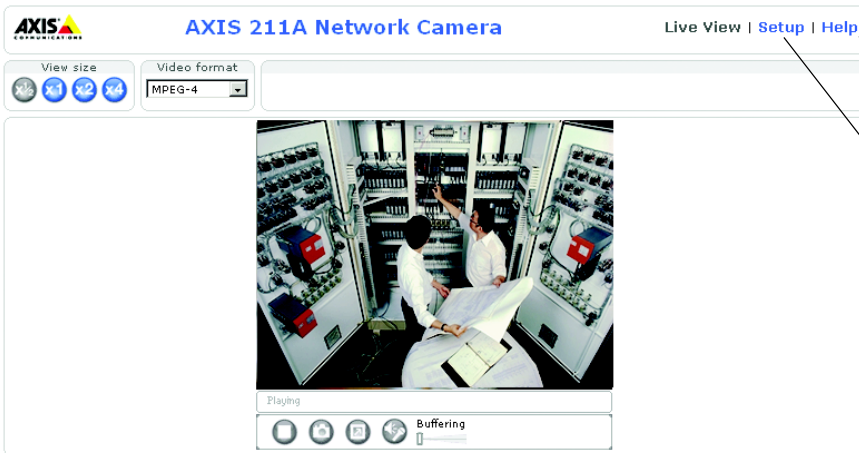 AXIS
COMMUNICATIONS
AXIS 211A Network Camera
Live View | Setup | Help
View size
Video format
x½ x1 x2 x4
MPEG-4
Playing
Buffering